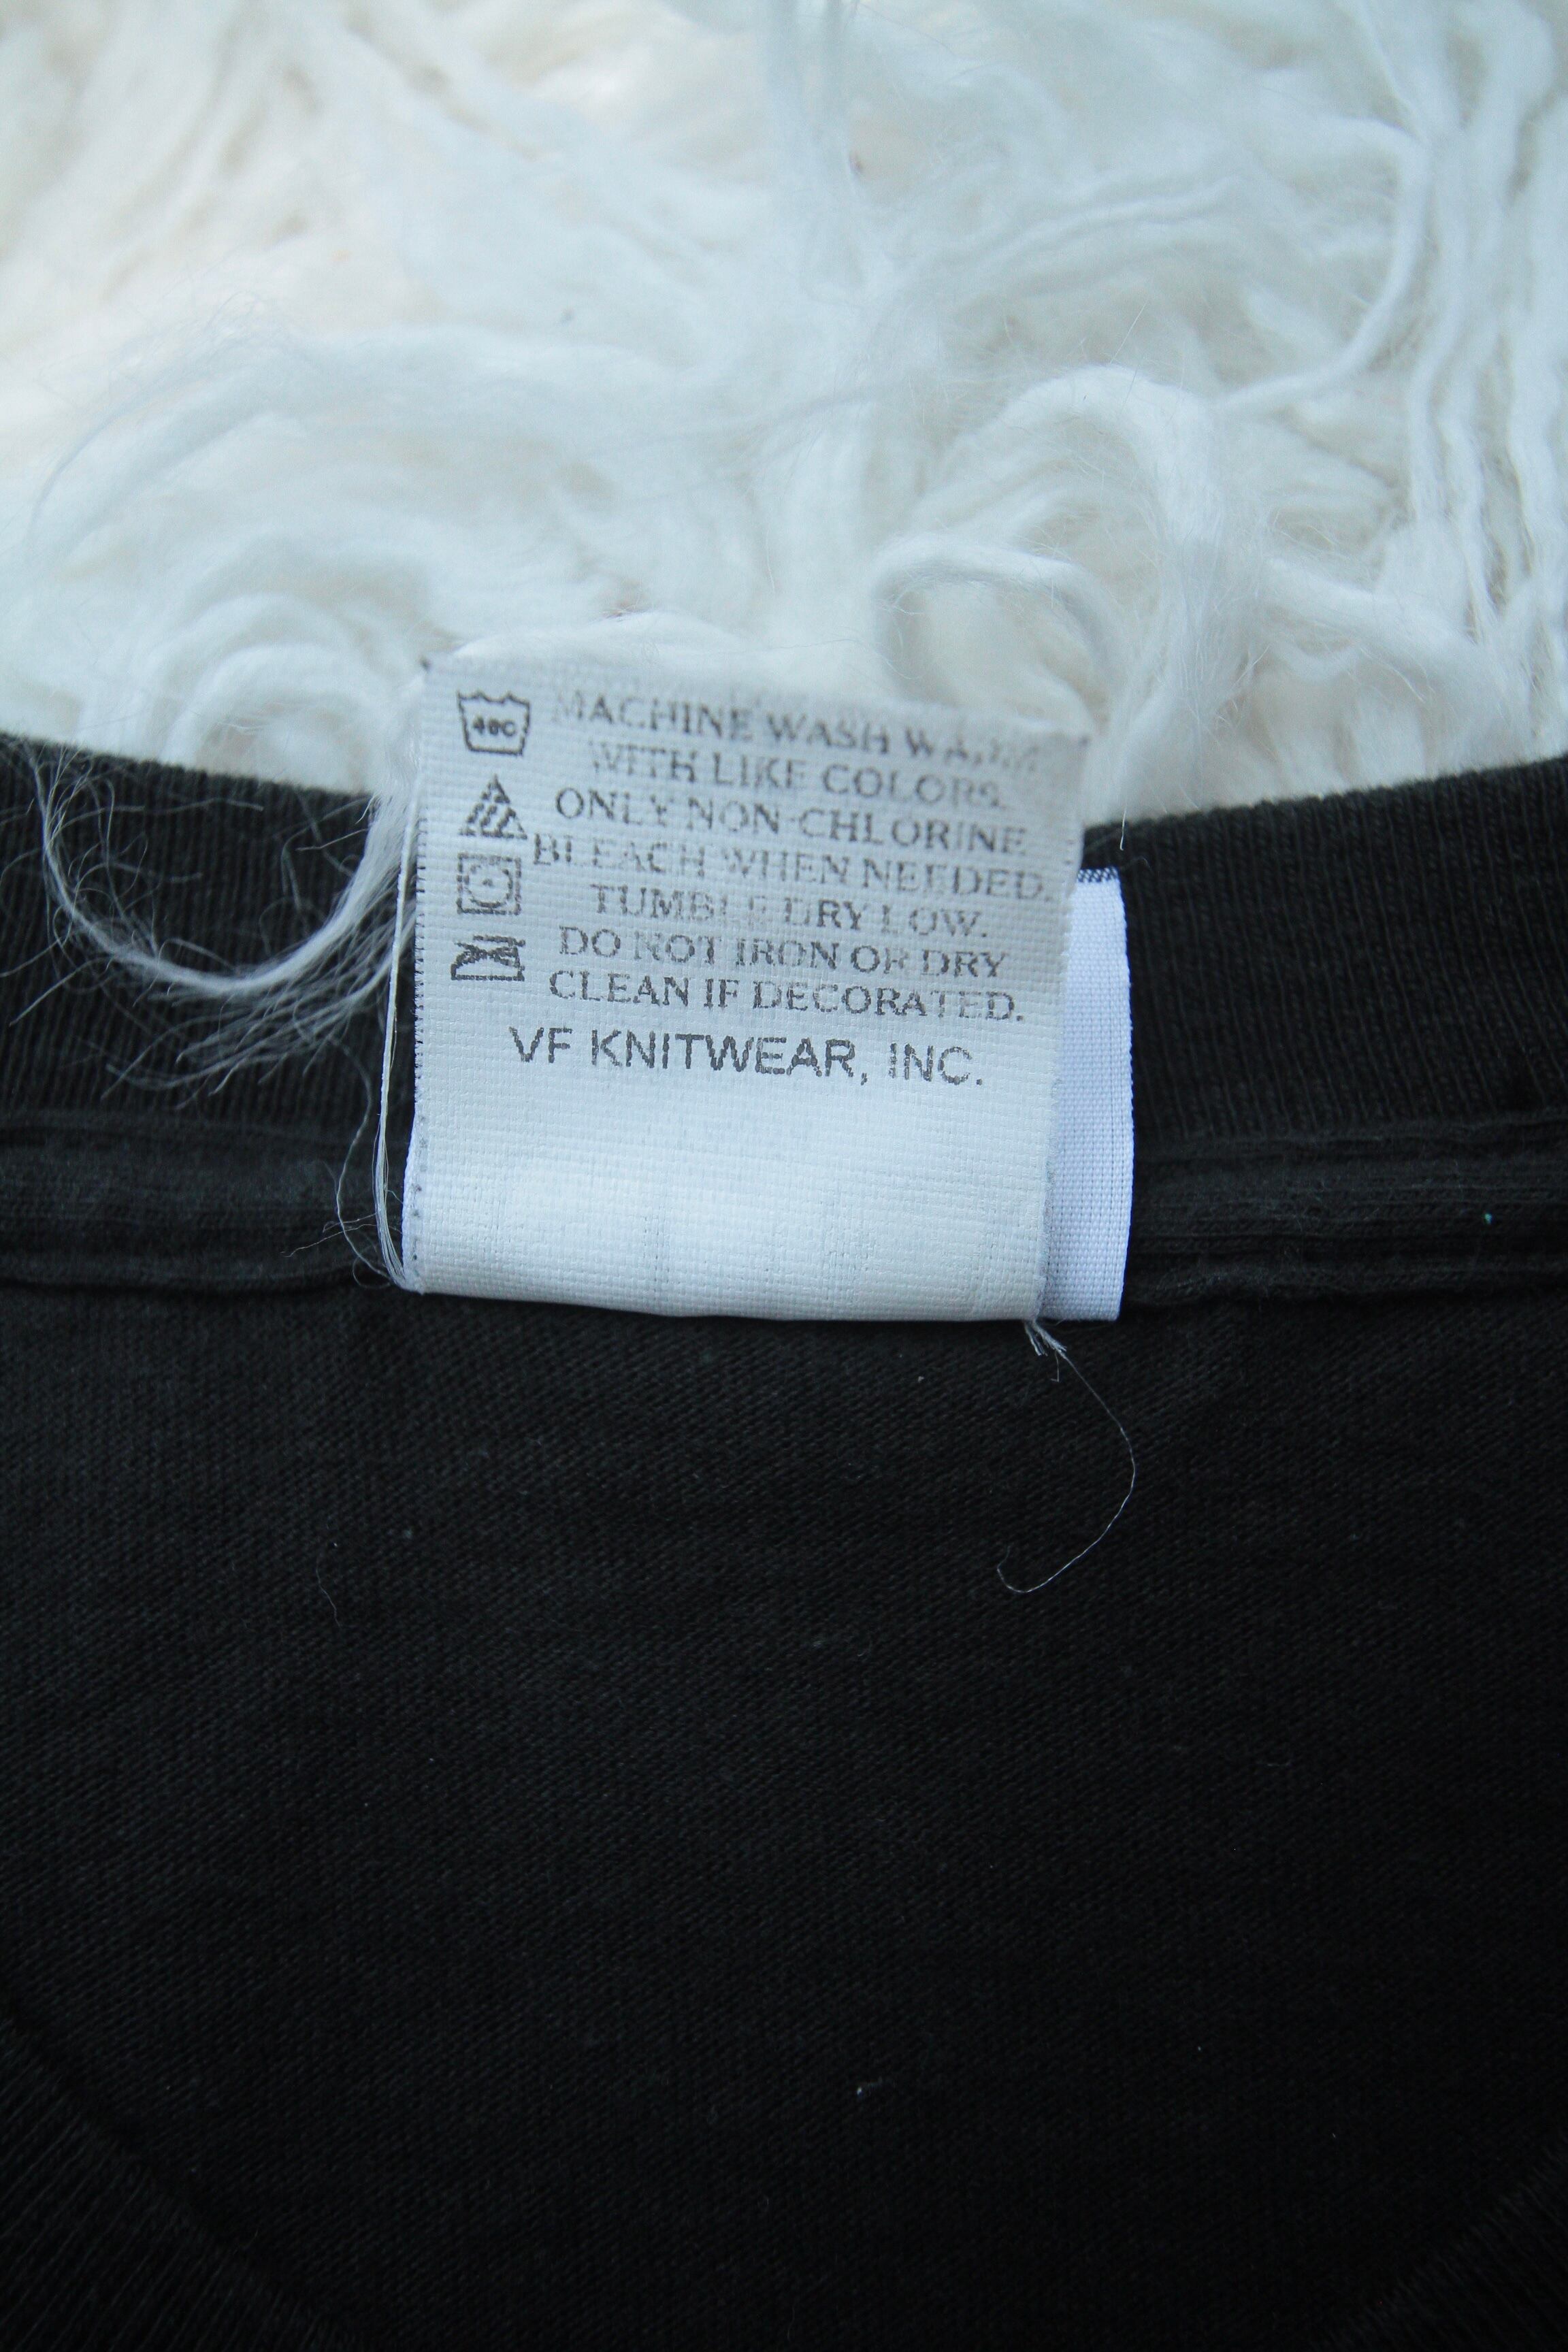 40C
MACHINE WASH WARM
WITH LIKE COLORS.
ONLY NON-CHLORINE
BLEACH WHEN NEEDED.
TUMBLE DRY LOW.
DO NOT IRON OR DRY
CLEAN IF DECORATED.
VF KNITWEAR, INC.